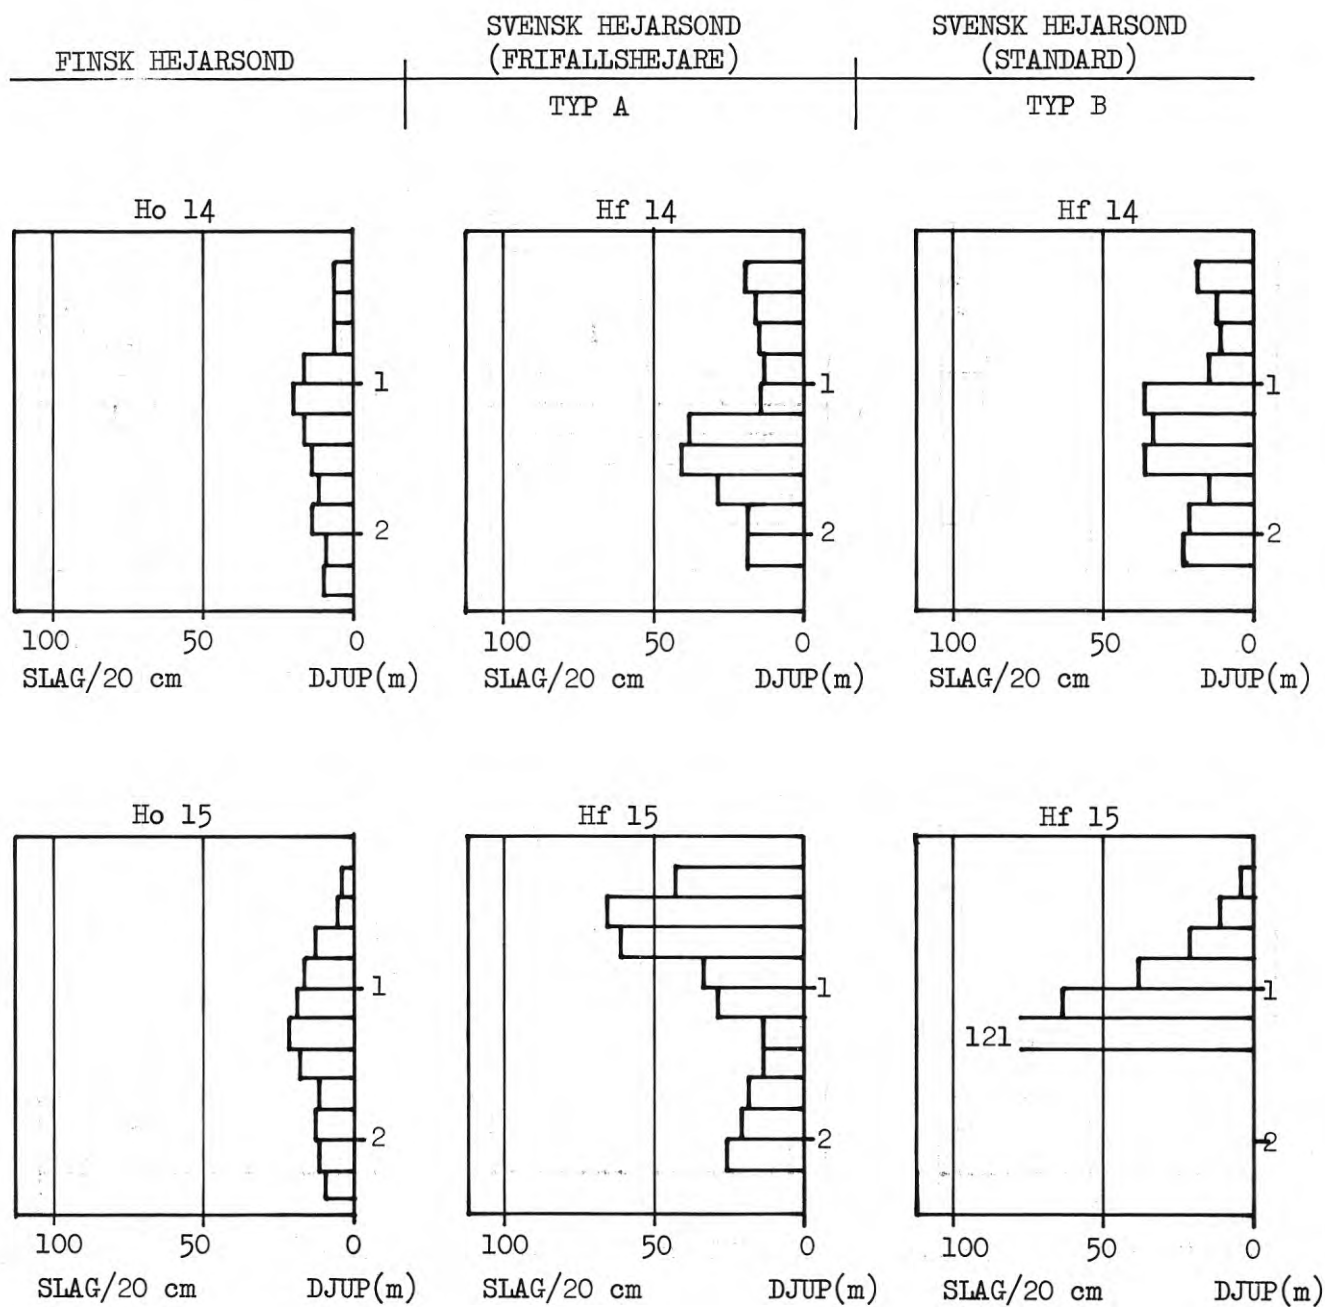 FINSK HEJARSOND
SVENSK HEJARSOND
(FRIFALLSHEJARE)
SVENSK HEJARSOND
(STANDARD)
TYP A
TYP B
Ho 14
1
2
100 50 0
SLAG/20 cm DJUP(m)
Hf 14
1
2
100 50 0
SLAG/20 cm DJUP(m)
Hf 14
1
2
100 50 0
SLAG/20 cm DJUP(m)
Ho 15
1
2
100 50 0
SLAG/20 cm DJUP(m)
Hf 15
1
2
100 50 0
SLAG/20 cm DJUP(m)
Hf 15
1
121
2
100 50 0
SLAG/20 cm DJUP(m)